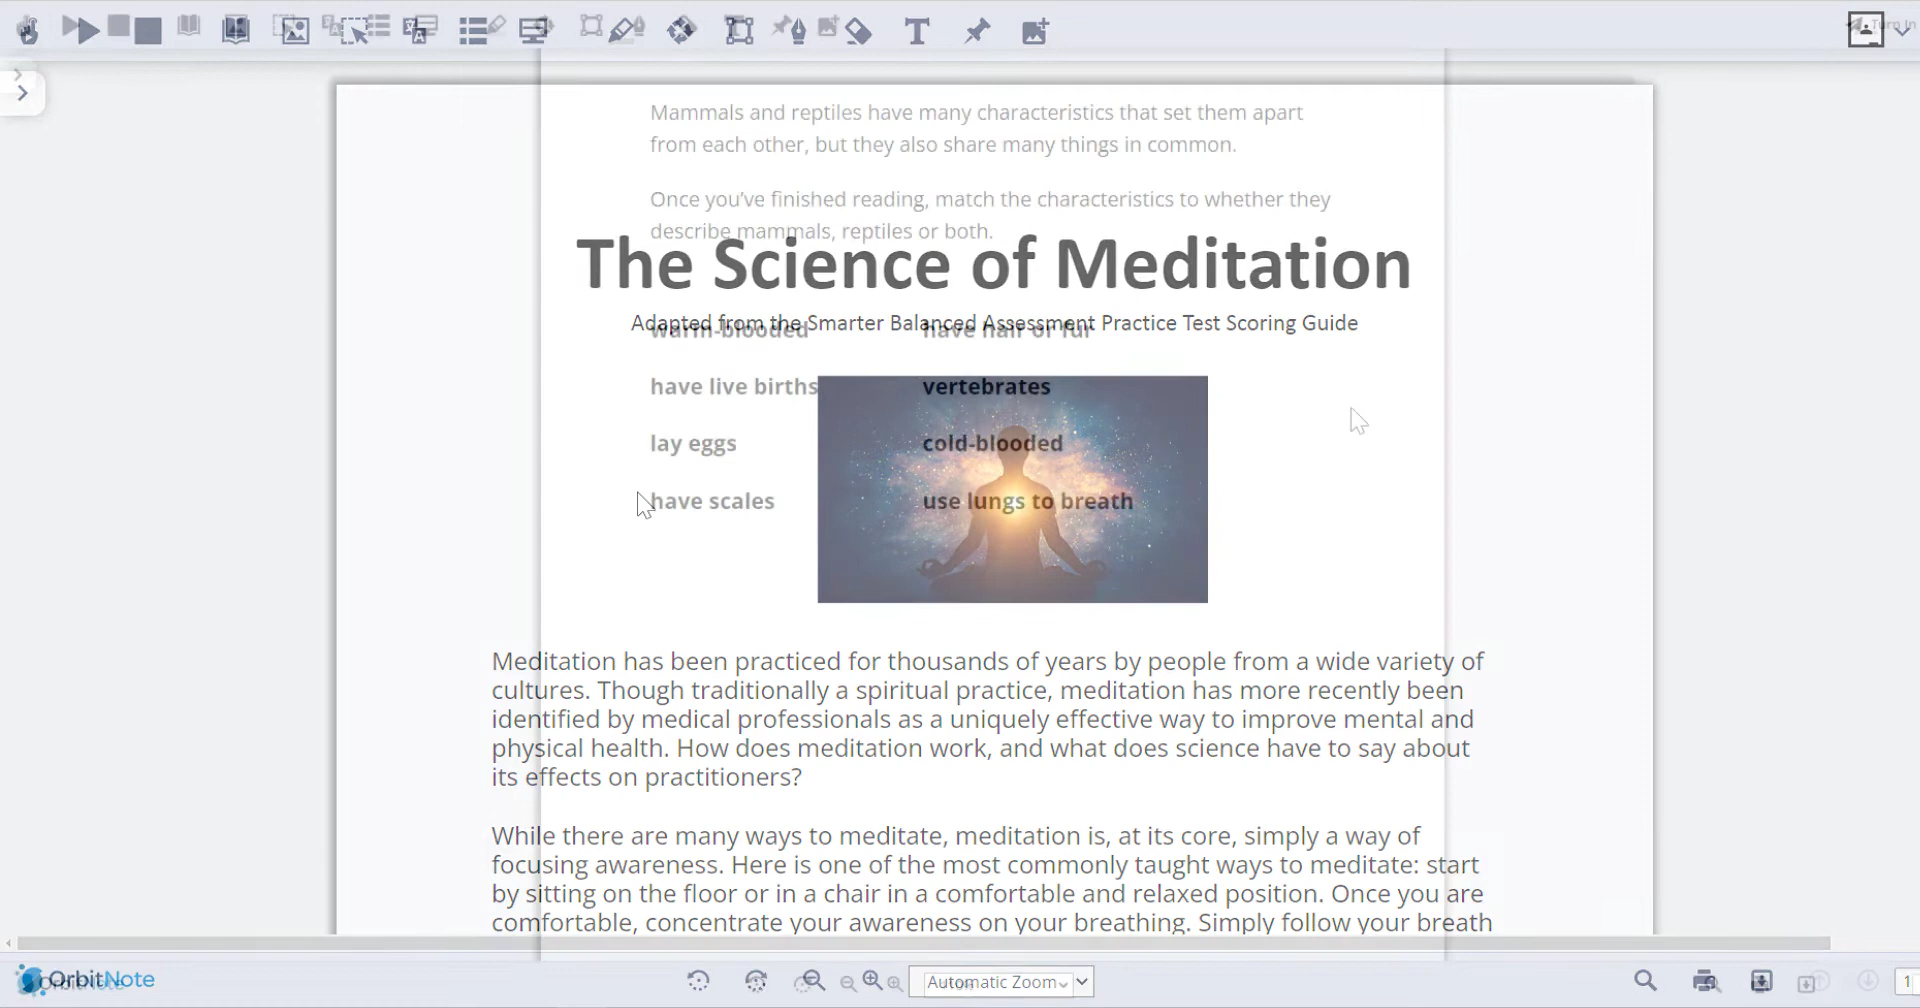 Turn In
Mammals and reptiles have many characteristics that set them apart
from each other, but they also share many things in common.
Once you've finished reading, match the characteristics to whether they
describe mammals, reptiles or both.
The Science of Meditation
Adapted from the Smarter Balanced Assessment Practice Test Scoring Guide
warm-blooded have hair or fur
have live births vertebrates
lay eggs cold-blooded
have scales use lungs to breath
Meditation has been practiced for thousands of years by people from a wide variety of
cultures. Though traditionally a spiritual practice, meditation has more recently been
identified by medical professionals as a uniquely effective way to improve mental and
physical health. How does meditation work, and what does science have to say about
its effects on practitioners?
While there are many ways to meditate, meditation is, at its core, simply a way of
focusing awareness. Here is one of the most commonly taught ways to meditate: start
by sitting on the floor or in a chair in a comfortable and relaxed position. Once you are
comfortable, concentrate your awareness on your breathing. Simply follow your breath
OrbitNote Automatic Zoom 1